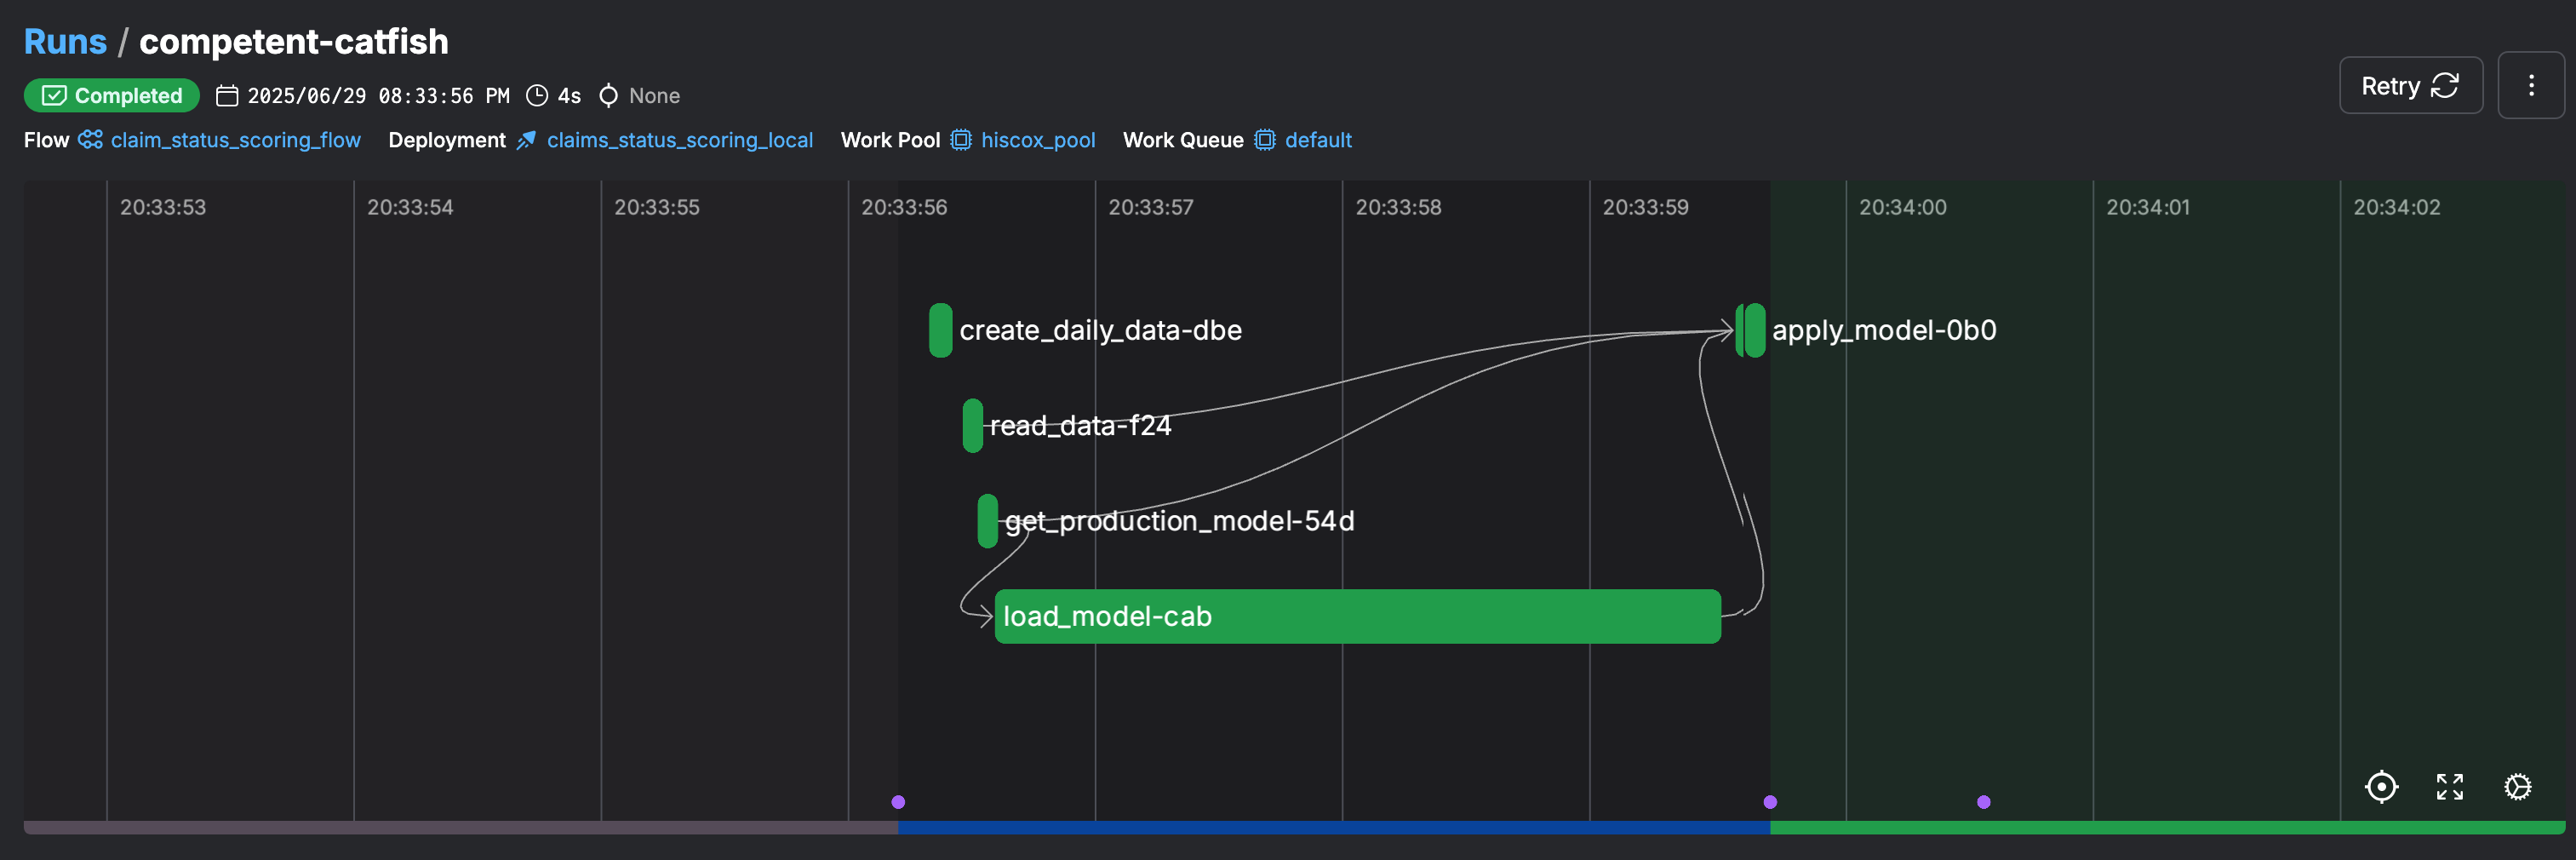 Runs / competent-catfish
Completed 2025/06/29 08:33:56 PM 4s None
Retry
Flow claim_status_scoring_flow Deployment claims_status_scoring_local Work Pool hiscox_pool Work Queue default
20:33:53 20:33:54 20:33:55 20:33:56 20:33:57 20:33:58 20:33:59 20:34:00 20:34:01 20:34:02
create_daily_data-dbe apply_model-0b0
read_data-f24
get_production_model-54d
load_model-cab